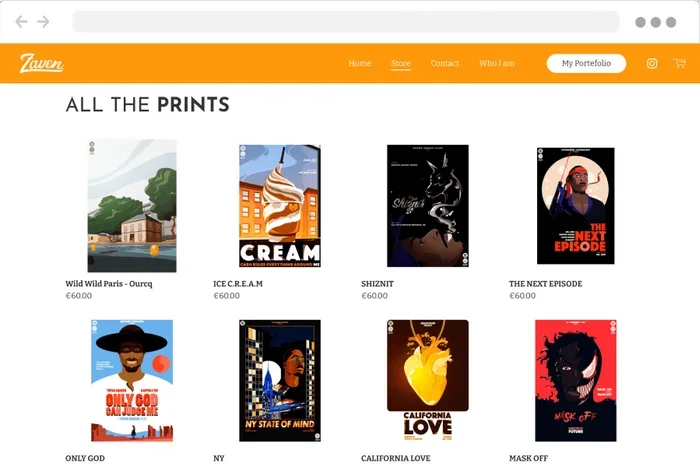 Zaven
Home Store Contact Who I am My Portefolio
ALL THE PRINTS
CREAM
CASH RULES EVERYTHING AROUND ME
Shiznit
THE
NEXT
EPISODE
Wild Wild Paris - Ourcq ICE C.R.E.A.M SHIZNIT THE NEXT EPISODE
€60.00 €60.00 €60.00 €60.00
ONLY GOD
CAN JUDGE ME
NY STATE OF MIND
CALIFORNIA
LOVE
MASK OFF
FUTURE
ONLY GOD NY CALIFORNIA LOVE MASK OFF